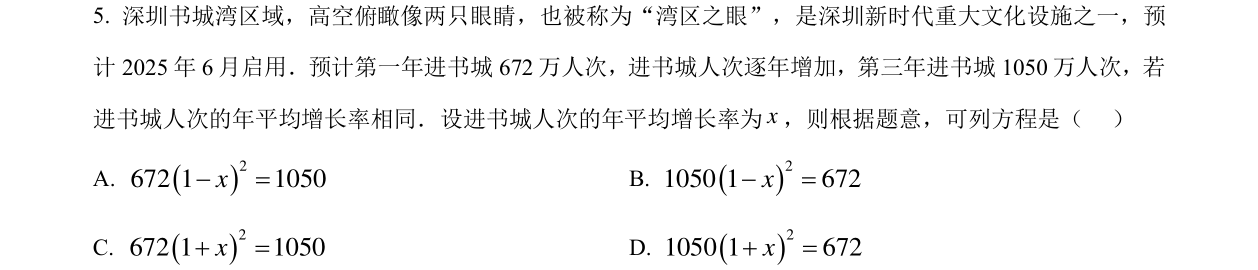 5. 深圳书城湾区域，高空俯瞰像两只眼睛，也被称为“湾区之眼”，是深圳新时代重大文化设施之一，预
计 2025 年 6 月启用．预计第一年进书城 672 万人次，进书城人次逐年增加，第三年进书城 1050 万人次，若
进书城人次的年平均增长率相同．设进书城人次的年平均增长率为 x，则根据题意，可列方程是（　）
A. 672(1−x)²=1050 B. 1050(1−x)²=672
C. 672(1+x)²=1050 D. 1050(1+x)²=672